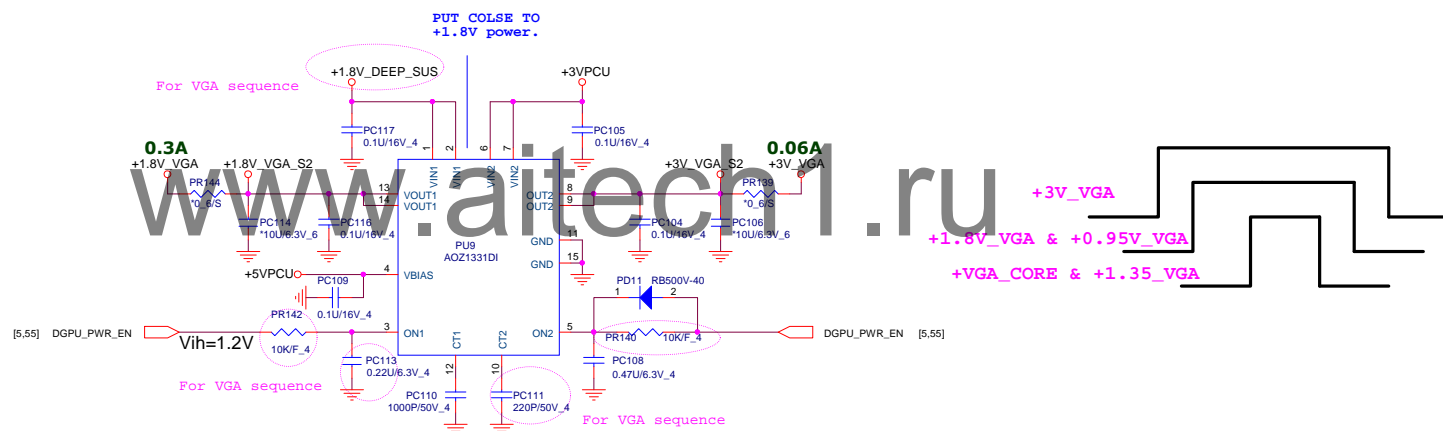 PUT COLSE TO
+1.8V power.
+1.8V_DEEP_SUS
For VGA sequence
+3VPCU
PC117
0.1U/16V_4
PC105
0.1U/16V_4
1
2
6
7
VIN1
VIN1
VIN2
VIN2
0.3A
+1.8V_VGA
+1.8V_VGA_S2
PR144
*0_6/S
13
14
VOUT1
VOUT1
8
9
OUT2
OUT2
+3V_VGA_S2
0.06A
+3V_VGA
PR139
*0_6/S
www.aitech1.ru
PC114
*10U/6.3V_6
PC116
0.1U/16V_4
PC104
0.1U/16V_4
PC106
*10U/6.3V_6
PU9
AOZ1331DI
GND
11
GND
15
+5VPCU
4
VBIAS
PC109
0.1U/16V_4
PD11
RB500V-40
1
2
PR142
10K/F_4
[5,55]
DGPU_PWR_EN
Vih=1.2V
3
ON1
ON2
5
PR140
10K/F_4
DGPU_PWR_EN
[5,55]
CT1
CT2
12
10
PC113
0.22U/6.3V_4
PC108
0.47U/6.3V_4
For VGA sequence
PC110
1000P/50V_4
PC111
220P/50V_4
For VGA sequence
+3V_VGA
+1.8V_VGA & +0.95V_VGA
+VGA_CORE & +1.35_VGA